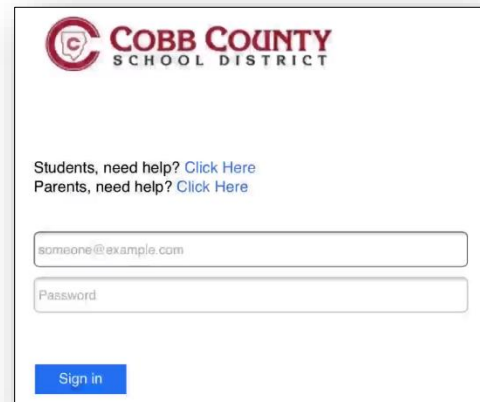 C COBB COUNTY
SCHOOL DISTRICT
Students, need help? Click Here
Parents, need help? Click Here
someone@example.com
Password
Sign in